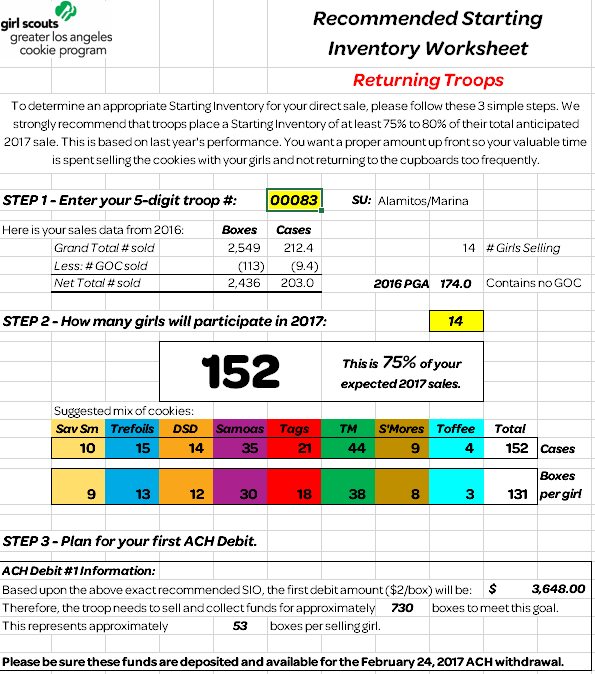 girl scouts
greater los angeles
cookie program
Recommended Starting
Inventory Worksheet
Returning Troops
To determine an appropriate Starting Inventory for your direct sale, please follow these 3 simple steps. We
strongly recommend that troops place a Starting Inventory of at least 75% to 80% of their total anticipated
2017 sale. This is based on last year's performance. You want a proper amount up front so your valuable time
is spent selling the cookies with your girls and not returning to the cupboards too frequently.
STEP 1 - Enter your 5-digit troop #: 00083 SU: Alamitos/Marina
Here is your sales data from 2016: Boxes Cases
Grand Total # sold 2,549 212.4 14 # Girls Selling
Less: # GOC sold (113) (9.4)
Net Total # sold 2,436 203.0 2016 PGA 174.0 Contains no GOC
STEP 2 - How many girls will participate in 2017: 14
152 This is 75% of your
expected 2017 sales.
Suggested mix of cookies:
Sav Sm Trefoils DSD Samoas Tags TM S'Mores Toffee Total
10 15 14 35 21 44 9 4 152 Cases
9 13 12 30 18 38 8 3 131 Boxes
per girl
STEP 3 - Plan for your first ACH Debit.
ACH Debit #1 Information:
Based upon the above exact recommended SIO, the first debit amount ($2/box) will be: $ 3,648.00
Therefore, the troop needs to sell and collect funds for approximately 730 boxes to meet this goal.
This represents approximately 53 boxes per selling girl.
Please be sure these funds are deposited and available for the February 24, 2017 ACH withdrawal.